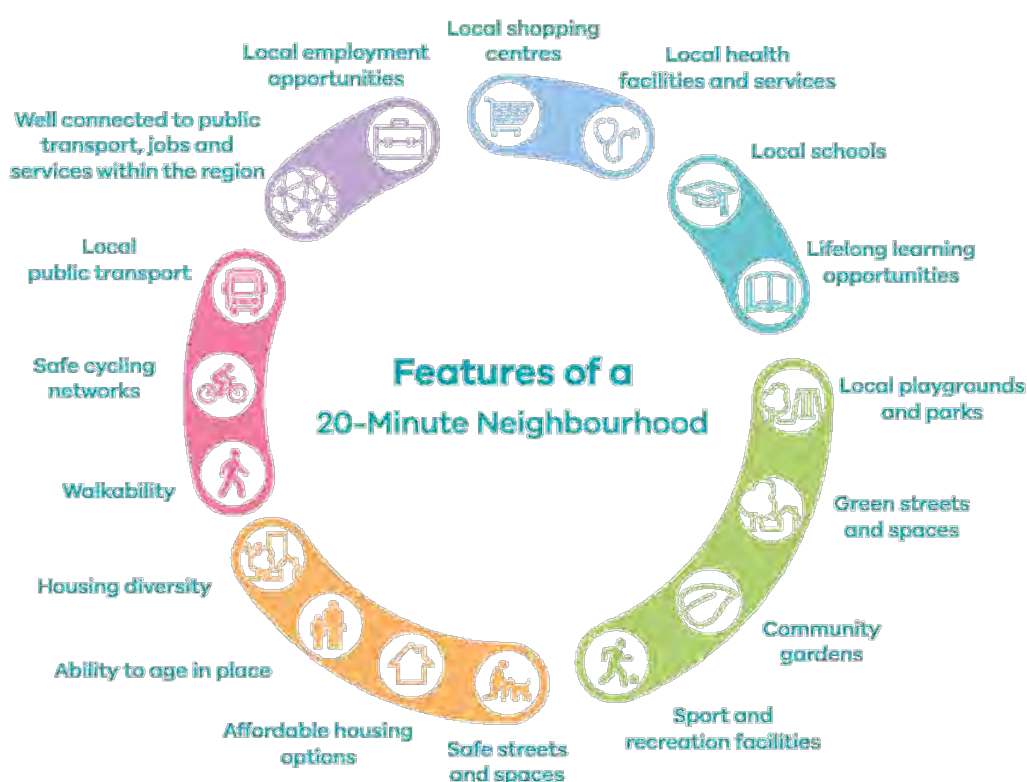 Local shopping
centres
Local health
facilities and services
Local schools
Lifelong learning
opportunities
Local playgrounds
and parks
Green streets
and spaces
Community
gardens
Sport and
recreation facilities
Safe streets
and spaces
Affordable housing
options
Ability to age in place
Housing diversity
Walkability
Safe cycling
networks
Local
public transport
Well connected to public
transport, jobs and
services within the region
Local employment
opportunities
Features of a
20-Minute Neighbourhood